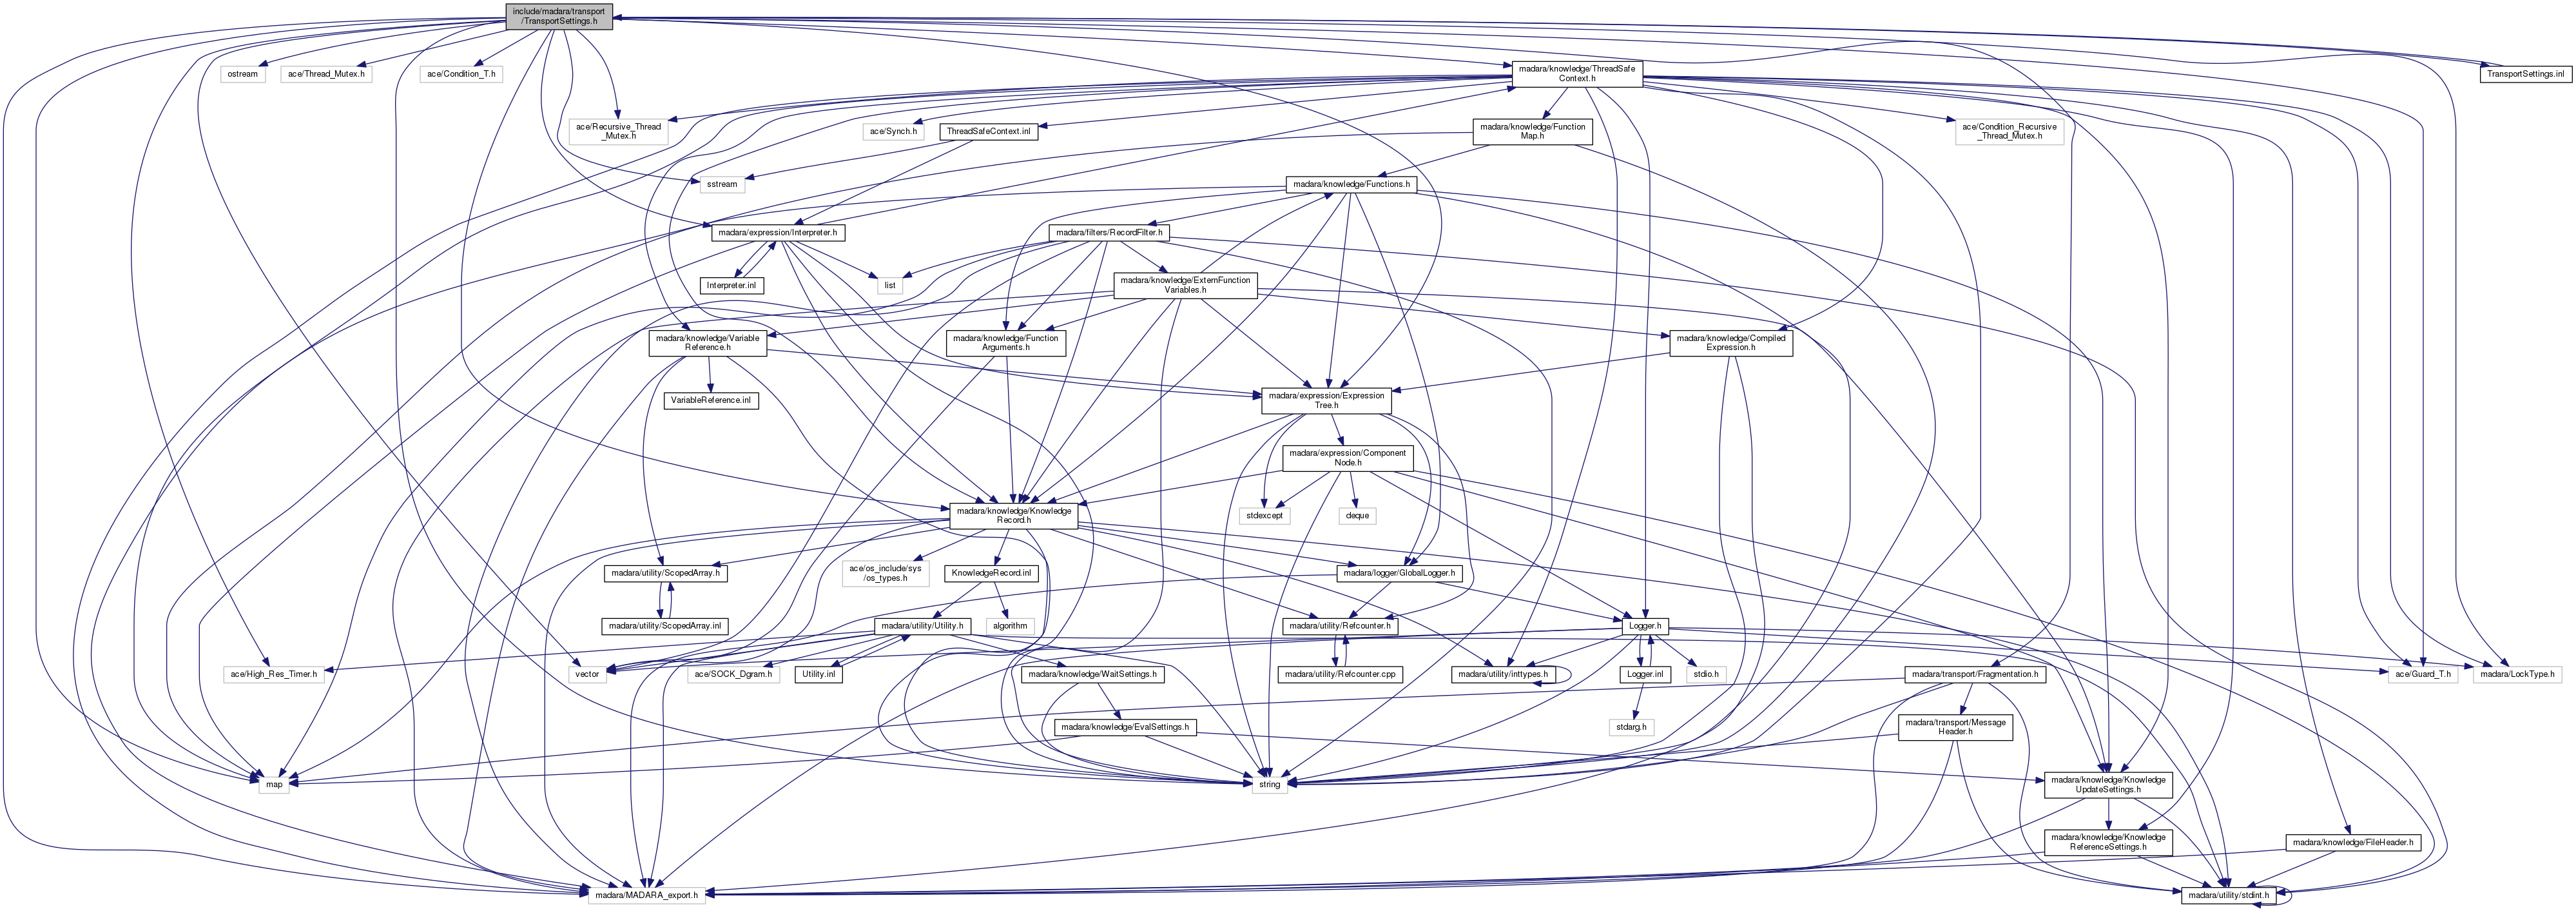 include/madara/transport
/TransportSettings.h
ostream
ace/Thread_Mutex.h
ace/Condition_T.h
madara/knowledge/ThreadSafe
Context.h
TransportSettings.inl
ace/Recursive_Thread
_Mutex.h
ace/Synch.h
ThreadSafeContext.inl
madara/knowledge/Function
Map.h
ace/Condition_Recursive
_Thread_Mutex.h
sstream
madara/knowledge/Functions.h
madara/expression/Interpreter.h
madara/filters/RecordFilter.h
Interpreter.inl
list
madara/knowledge/ExternFunction
Variables.h
madara/knowledge/Variable
Reference.h
madara/knowledge/Function
Arguments.h
madara/knowledge/Compiled
Expression.h
VariableReference.inl
madara/expression/Expression
Tree.h
madara/expression/Component
Node.h
madara/knowledge/Knowledge
Record.h
stdexcept
deque
madara/utility/ScopedArray.h
ace/os_include/sys
/os_types.h
KnowledgeRecord.inl
madara/logger/GlobalLogger.h
madara/utility/ScopedArray.inl
madara/utility/Utility.h
algorithm
madara/utility/Refcounter.h
Logger.h
ace/High_Res_Timer.h
vector
ace/SOCK_Dgram.h
Utility.inl
madara/knowledge/WaitSettings.h
madara/utility/Refcounter.cpp
madara/utility/inttypes.h
Logger.inl
stdio.h
madara/transport/Fragmentation.h
ace/Guard_T.h
madara/LockType.h
madara/knowledge/EvalSettings.h
stdarg.h
madara/transport/Message
Header.h
map
string
madara/knowledge/Knowledge
UpdateSettings.h
madara/knowledge/Knowledge
ReferenceSettings.h
madara/knowledge/FileHeader.h
madara/MADARA_export.h
madara/utility/stdint.h